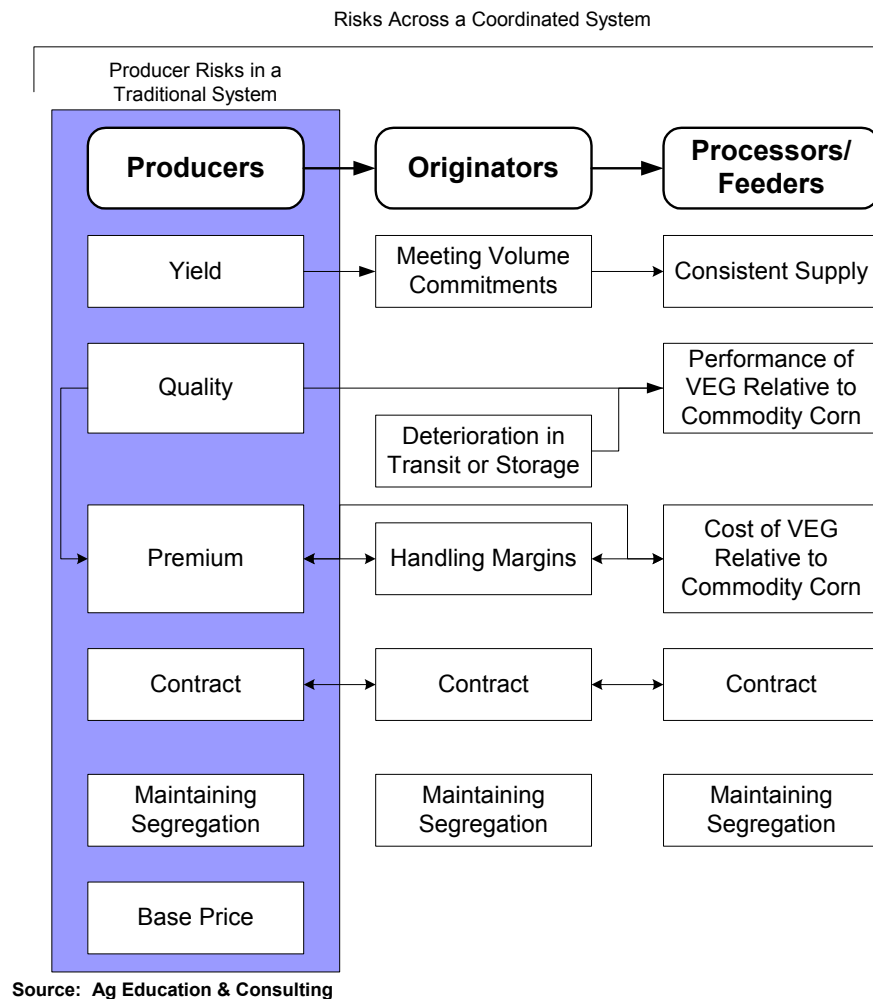 Risks Across a Coordinated System
Producer Risks in a
Traditional System
Producers
Originators
Processors/
Feeders
Yield
Meeting Volume
Commitments
Consistent Supply
Quality
Performance of
VEG Relative to
Commodity Corn
Deterioration in
Transit or Storage
Premium
Handling Margins
Cost of VEG
Relative to
Commodity Corn
Contract
Contract
Contract
Maintaining
Segregation
Maintaining
Segregation
Maintaining
Segregation
Base Price
Source:  Ag Education & Consulting